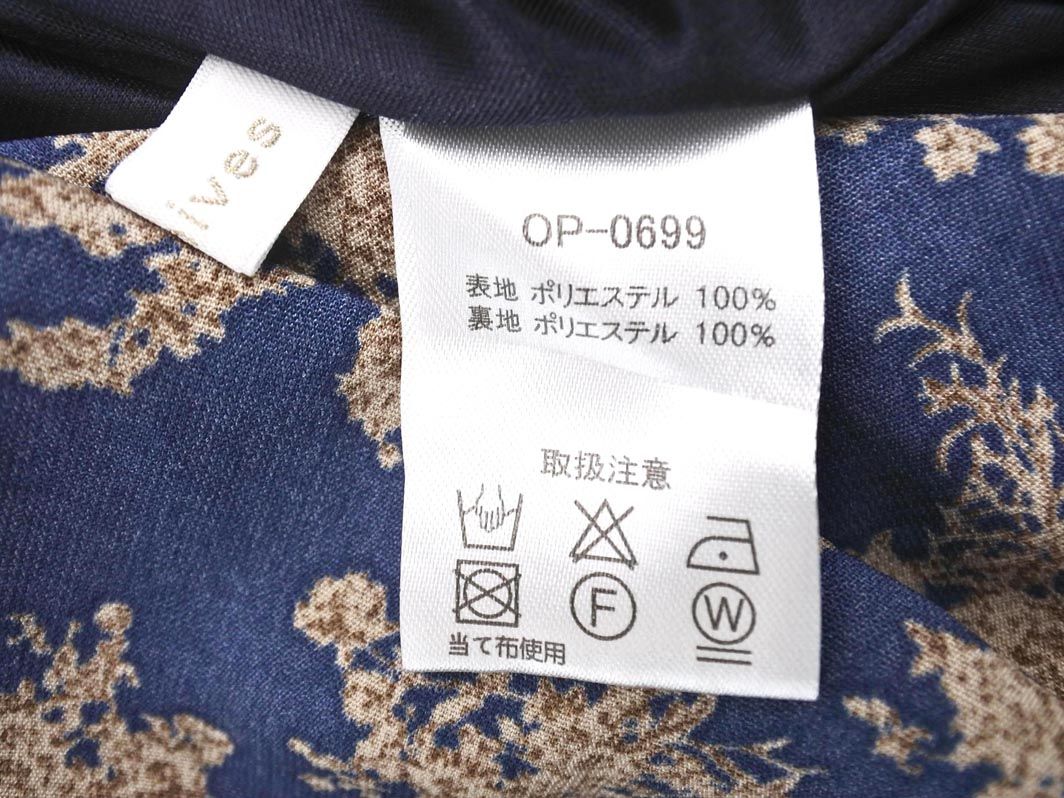 ives
OP-0699
表地 ポリエステル 100%
裏地 ポリエステル 100%
取扱注意
F
W
当て布使用